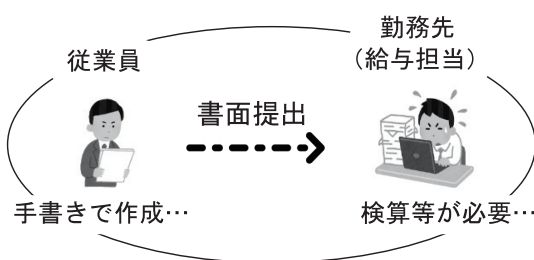 従業員
勤務先
（給与担当）
書面提出
手書きで作成…
検算等が必要…